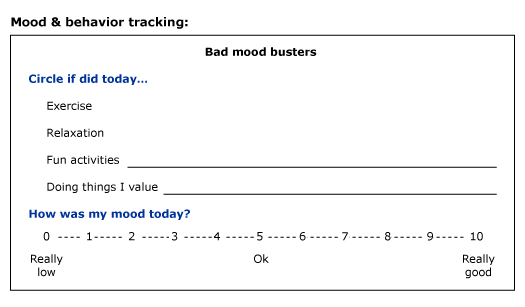 Mood & behavior tracking:
Bad mood busters
Circle if did today...
Exercise
Relaxation
Fun activities
Doing things I value
How was my mood today?
0 ---- 1----- 2 -----3 -----4 -----5 -----6 -----7 -----8 -----9----- 10
Really low Ok Really good